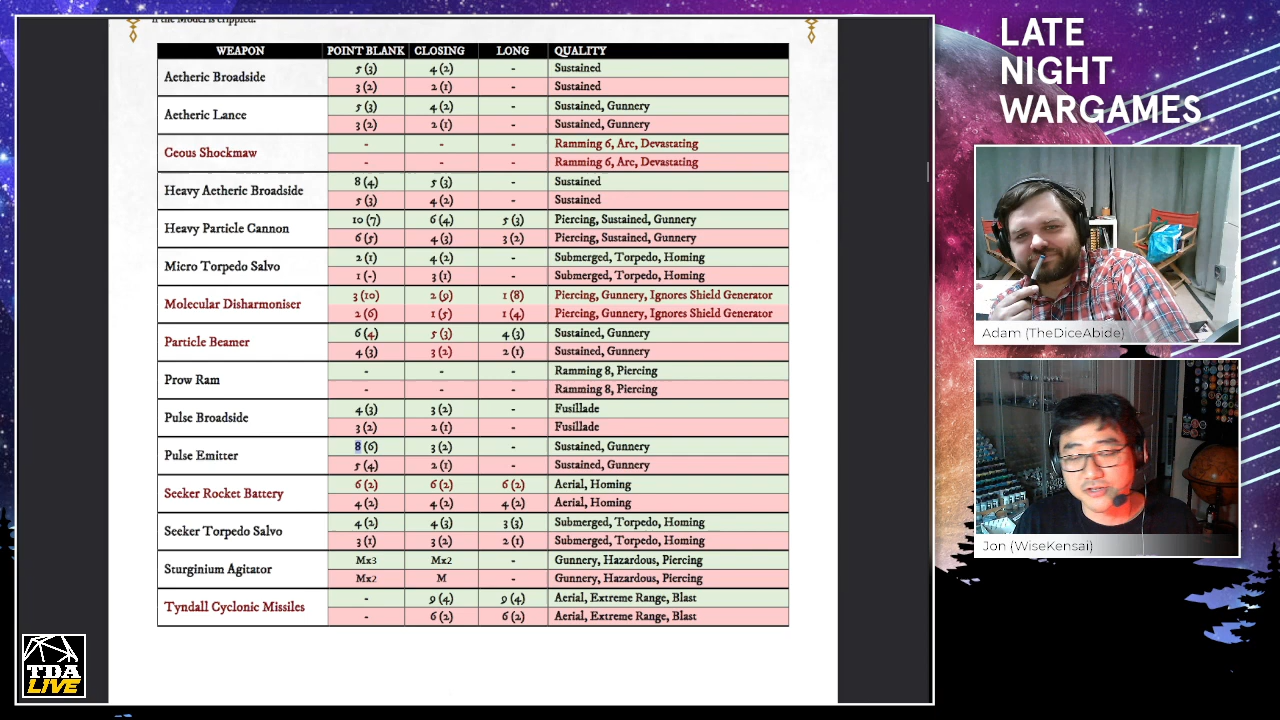 if the Model is crippled.
LATE
NIGHT
WARGAMES
WEAPON POINT BLANK CLOSING LONG QUALITY
Aetheric Broadside
5 (3) 4 (2) - Sustained
3 (2) 2 (1) - Sustained
Aetheric Lance
5 (3) 4 (2) - Sustained, Gunnery
3 (2) 2 (1) - Sustained, Gunnery
Ceous Shockmaw
- - - Ramming 6, Arc, Devastating
- - - Ramming 6, Arc, Devastating
Heavy Aetheric Broadside
8 (4) 5 (3) - Sustained
5 (3) 4 (2) - Sustained
Heavy Particle Cannon
10 (7) 6 (4) 5 (3) Piercing, Sustained, Gunnery
6 (5) 4 (3) 3 (2) Piercing, Sustained, Gunnery
Micro Torpedo Salvo
2 (1) 4 (2) - Submerged, Torpedo, Homing
1 (-) 3 (1) - Submerged, Torpedo, Homing
Molecular Disharmoniser
3 (10) 2 (9) 1 (8) Piercing, Gunnery, Ignores Shield Generator
2 (6) 1 (5) 1 (4) Piercing, Gunnery, Ignores Shield Generator
Particle Beamer
6 (4) 5 (3) 4 (3) Sustained, Gunnery
4 (3) 3 (2) 2 (1) Sustained, Gunnery
Prow Ram
- - - Ramming 8, Piercing
- - - Ramming 8, Piercing
Pulse Broadside
4 (3) 3 (2) - Fusillade
3 (2) 2 (1) - Fusillade
Pulse Emitter
8 (6) 3 (2) - Sustained, Gunnery
5 (4) 2 (1) - Sustained, Gunnery
Seeker Rocket Battery
6 (2) 6 (2) 6 (2) Aerial, Homing
4 (2) 4 (2) 4 (2) Aerial, Homing
Seeker Torpedo Salvo
4 (2) 4 (3) 3 (3) Submerged, Torpedo, Homing
3 (1) 3 (2) 2 (1) Submerged, Torpedo, Homing
Sturginium Agitator
Mx3 Mx2 - Gunnery, Hazardous, Piercing
Mx2 M - Gunnery, Hazardous, Piercing
Tyndall Cyclonic Missiles
- 9 (4) 9 (4) Aerial, Extreme Range, Blast
- 6 (2) 6 (2) Aerial, Extreme Range, Blast
Adam (TheDiceAbide)
Jon (WiseKensai)
TDA
LIVE